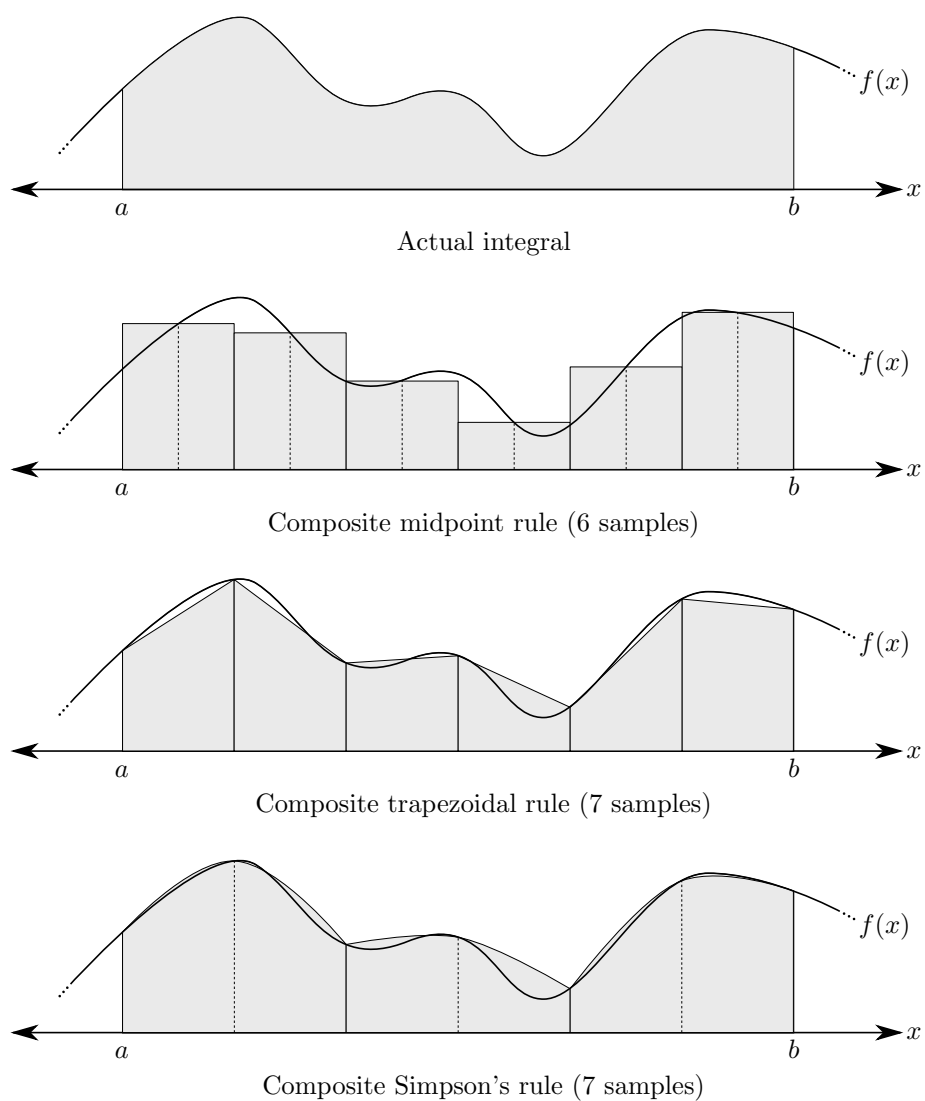 f(x)
x
a b
Actual integral
f(x)
x
a b
Composite midpoint rule (6 samples)
f(x)
x
a b
Composite trapezoidal rule (7 samples)
f(x)
x
a b
Composite Simpson's rule (7 samples)